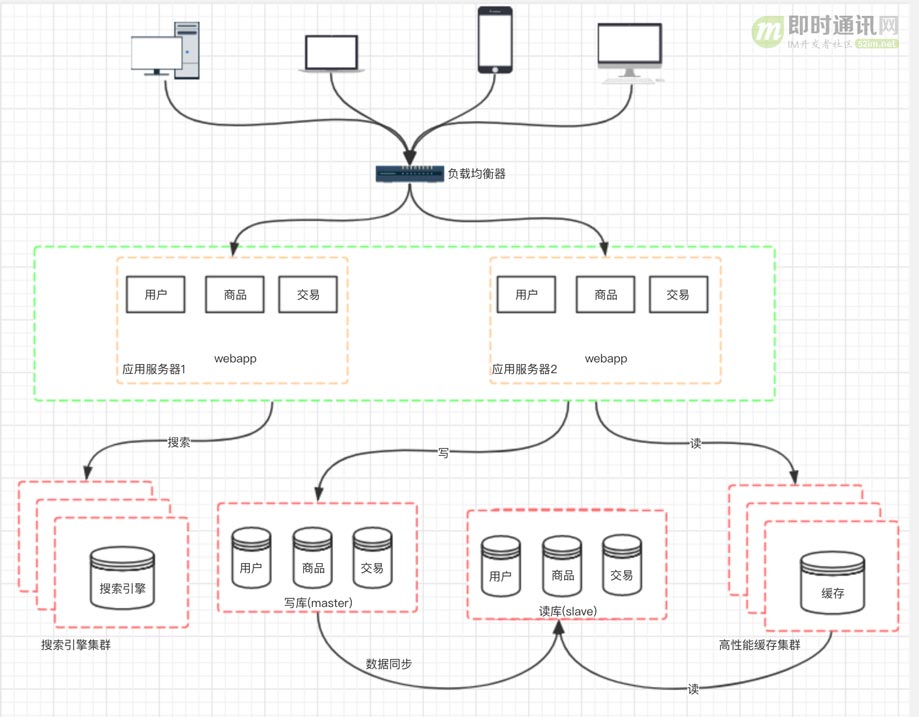 即时通讯网
IM开发者社区 52im.net
负载均衡器
用户
商品
交易
webapp
应用服务器1
用户
商品
交易
webapp
应用服务器2
搜索
写
读
搜索引擎
搜索引擎集群
用户
商品
交易
写库(master)
用户
商品
交易
读库(slave)
缓存
高性能缓存集群
数据同步
读